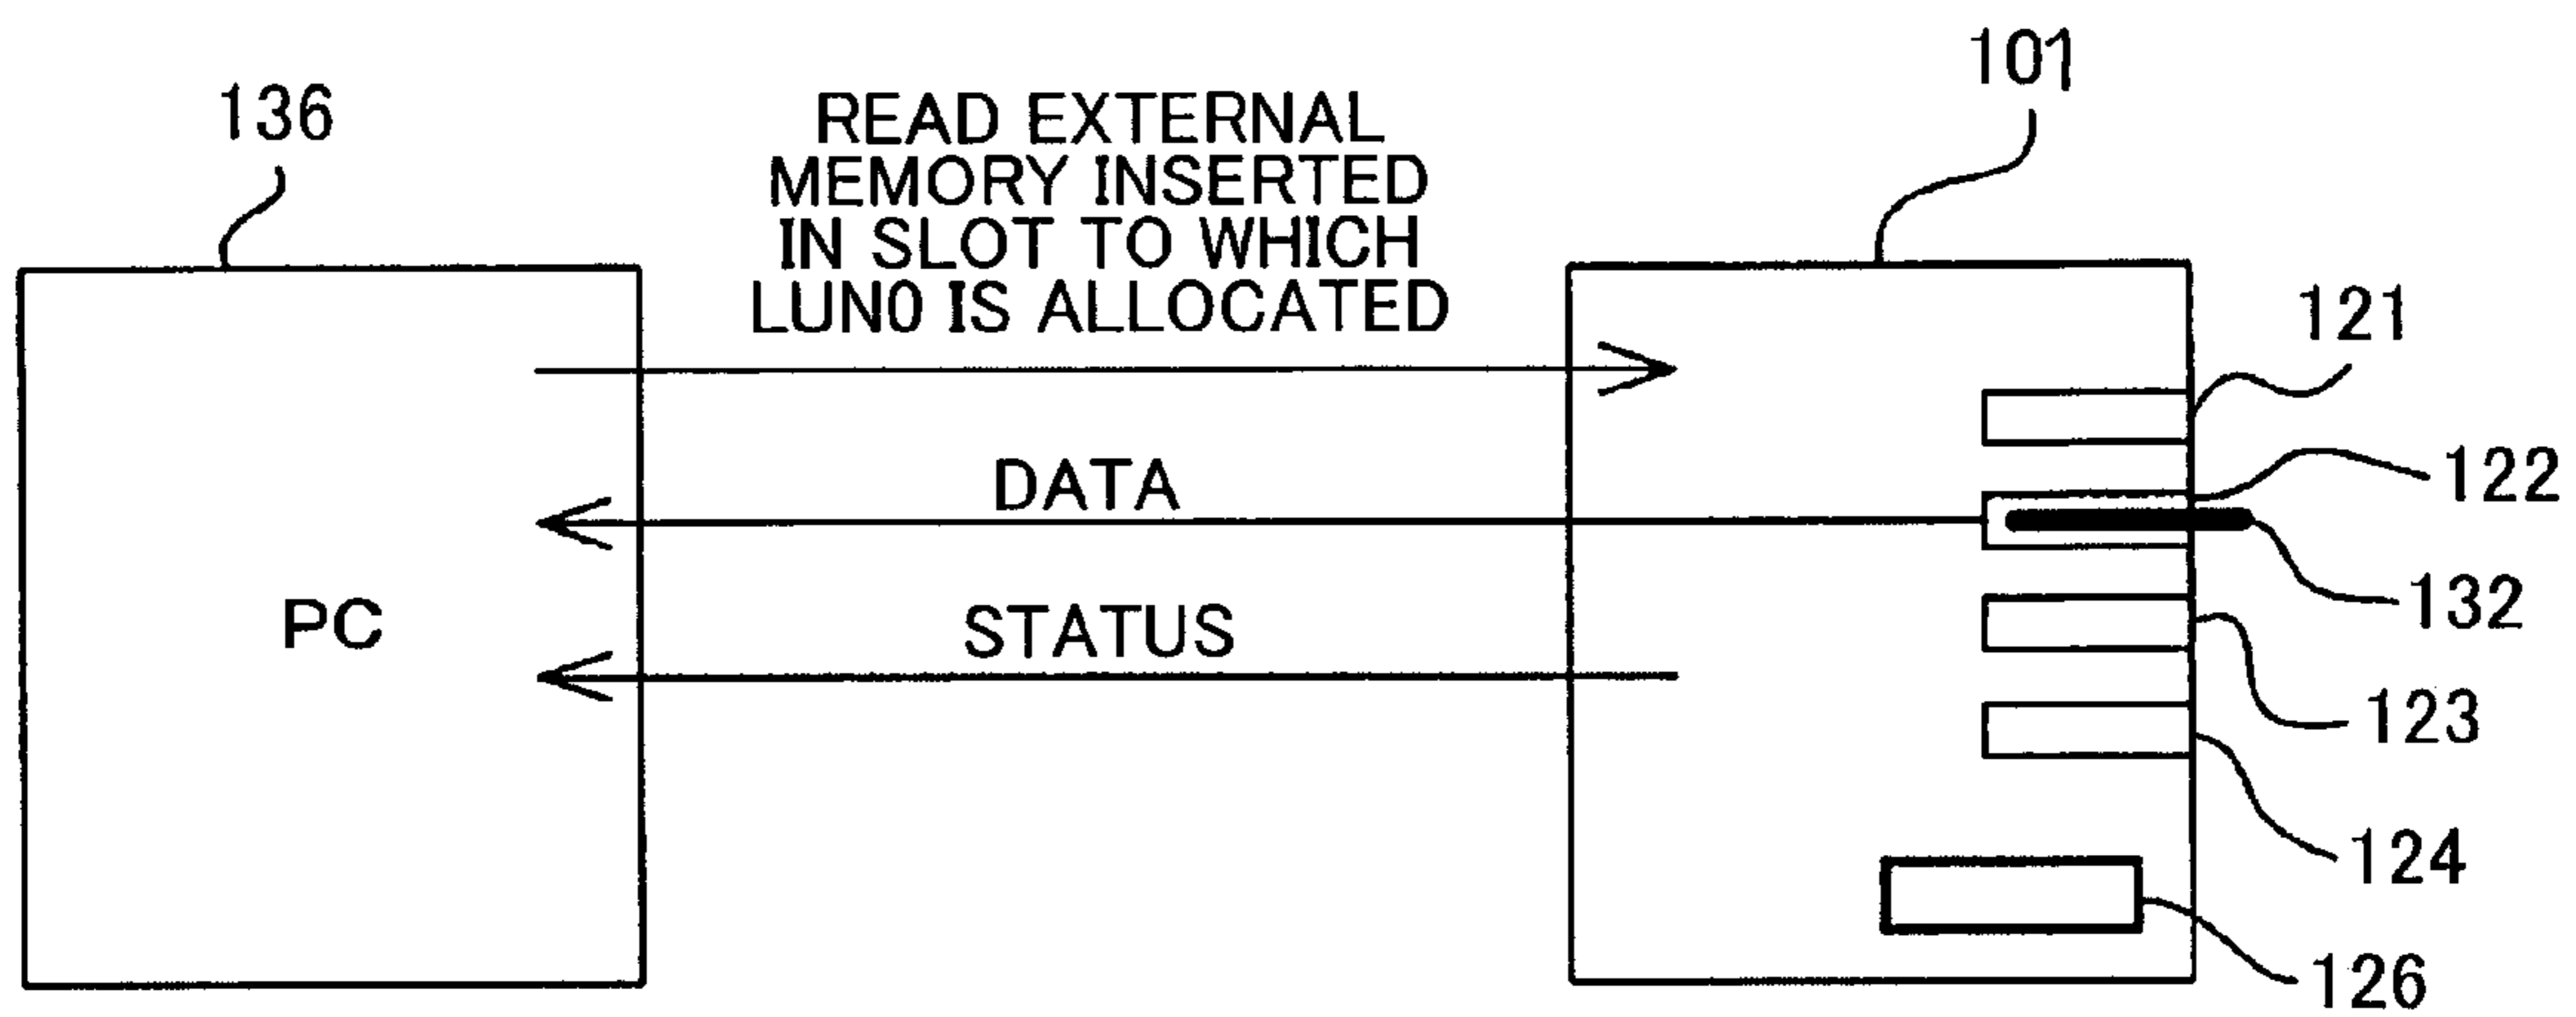 136
READ EXTERNAL
MEMORY INSERTED
IN SLOT TO WHICH
LUN0 IS ALLOCATED
101
121
DATA
122
132
PC
STATUS
123
124
126